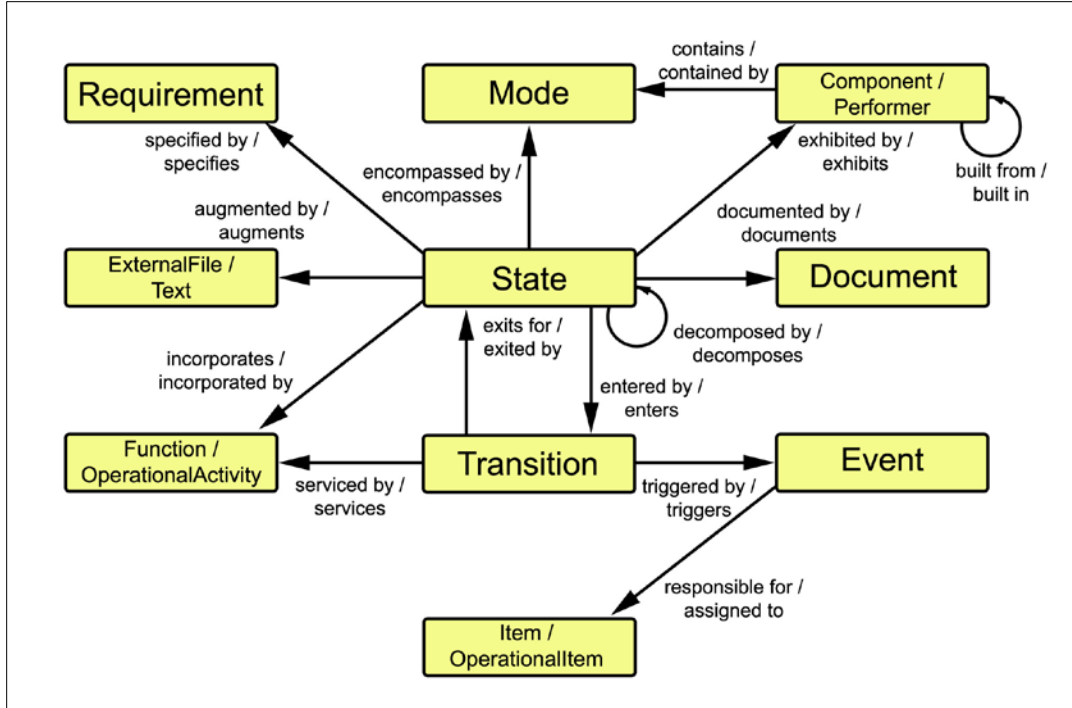 contains /
contained by
Requirement
Mode
Component /
Performer
specified by /
specifies
encompassed by /
encompasses
exhibited by /
exhibits
built from /
built in
augmented by /
augments
documented by /
documents
ExternalFile /
Text
State
Document
exits for /
exited by
decomposed by /
decomposes
incorporates /
incorporated by
entered by /
enters
Function /
OperationalActivity
Transition
Event
serviced by /
services
triggered by /
triggers
responsible for /
assigned to
Item /
OperationalItem